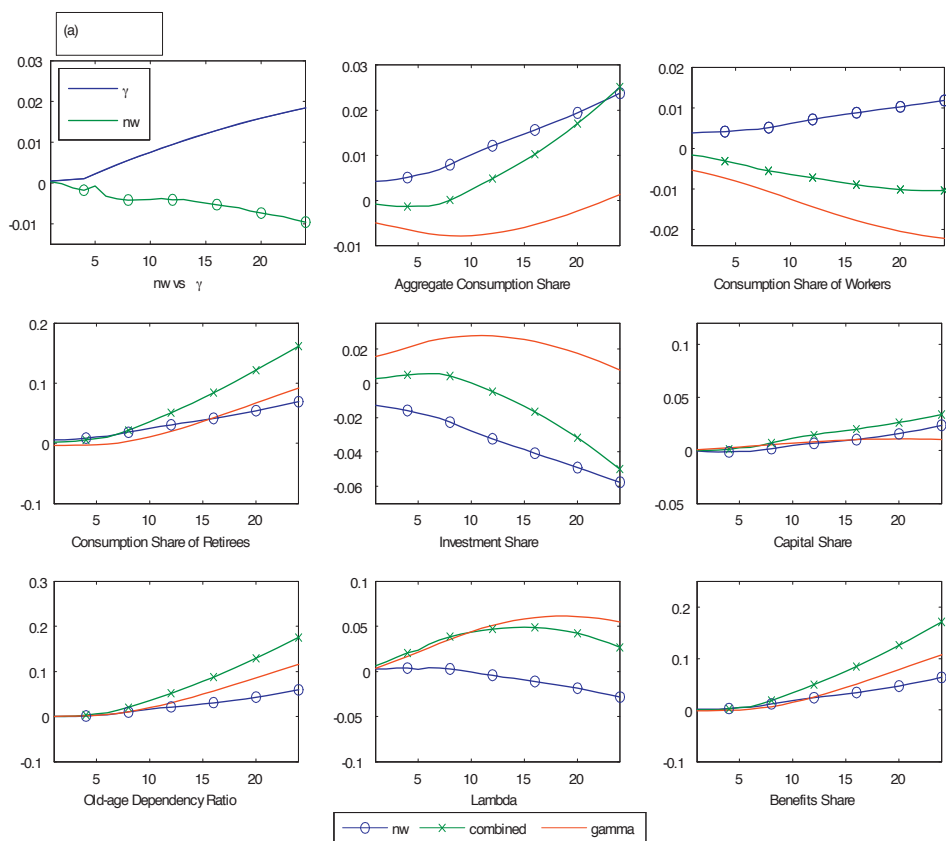 (a)
0.03
0.02
0.01
0
-0.01
γ
nw
5 10 15 20
nw vs γ
0.03
0.02
0.01
0
-0.01
5 10 15 20
Aggregate Consumption Share
0.02
0.01
0
-0.01
-0.02
5 10 15 20
Consumption Share of Workers
0.2
0.1
0
-0.1
5 10 15 20
Consumption Share of Retirees
0.02
0
-0.02
-0.04
-0.06
5 10 15 20
Investment Share
0.1
0.05
0
-0.05
5 10 15 20
Capital Share
0.3
0.2
0.1
0
-0.1
5 10 15 20
Old-age Dependency Ratio
0.1
0.05
0
-0.05
-0.1
5 10 15 20
Lambda
0.2
0.1
0
-0.1
5 10 15 20
Benefits Share
nw combined gamma